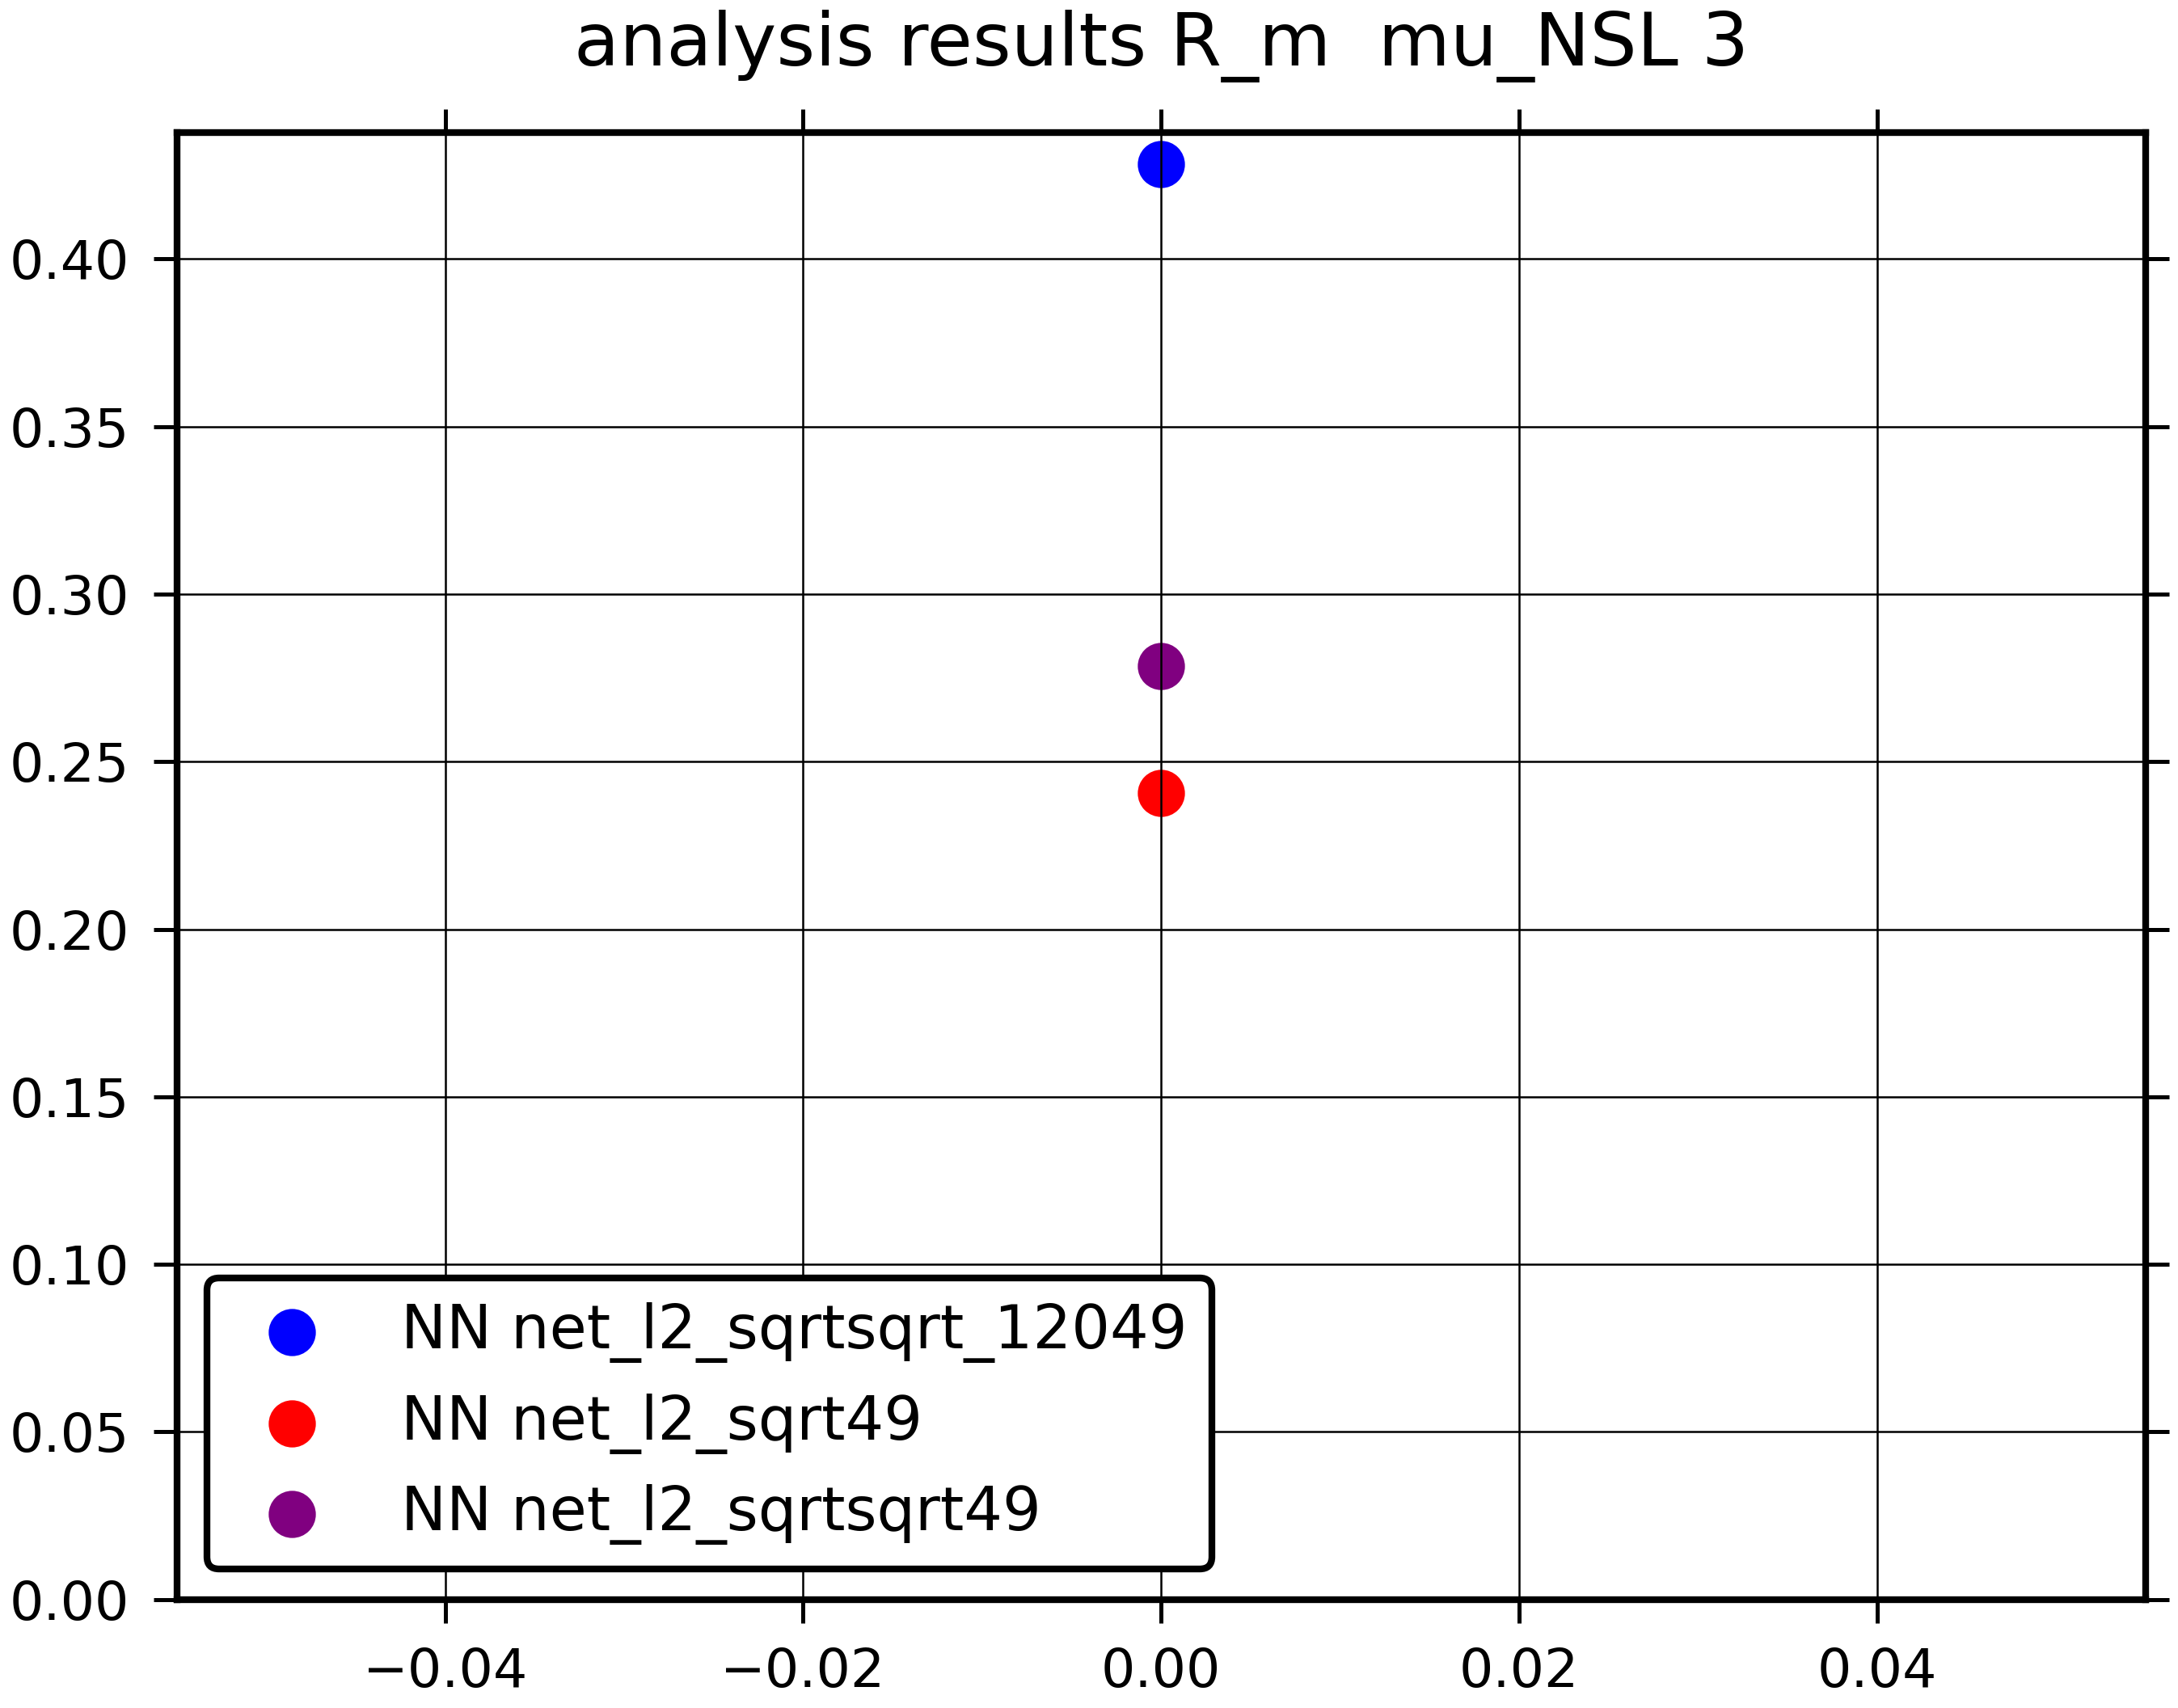 analysis results R_m  mu_NSL 3
0.40
0.35
0.30
0.25
0.20
0.15
0.10
0.05
0.00
NN net_l2_sqrtsqrt_12049
NN net_l2_sqrt49
NN net_l2_sqrtsqrt49
−0.04 −0.02 0.00 0.02 0.04